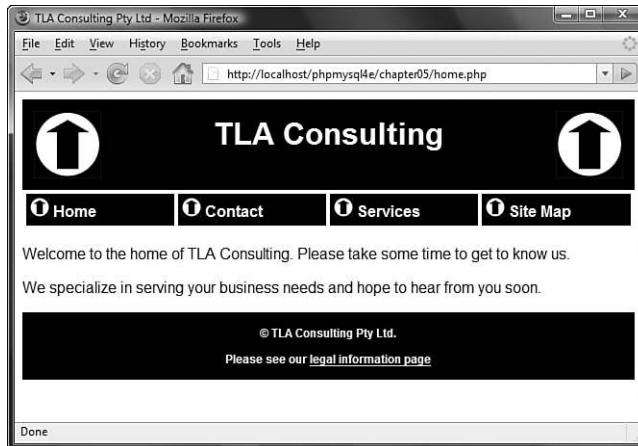 TLA Consulting Pty Ltd - Mozilla Firefox
File Edit View History Bookmarks Tools Help
http://localhost/phpmysql4e/chapter05/home.php
TLA Consulting
Home Contact Services Site Map
Welcome to the home of TLA Consulting. Please take some time to get to know us.
We specialize in serving your business needs and hope to hear from you soon.
© TLA Consulting Pty Ltd.
Please see our legal information page
Done